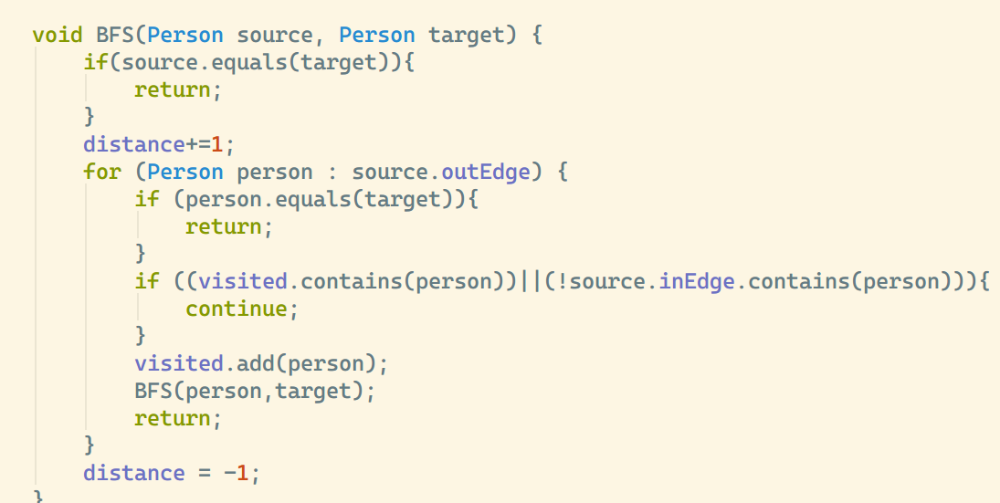 void BFS(Person source, Person target) {
    if(source.equals(target)){
        return;
    }
    distance+=1;
    for (Person person : source.outEdge) {
        if (person.equals(target)){
            return;
        }
        if ((visited.contains(person))||(!source.inEdge.contains(person))){
            continue;
        }
        visited.add(person);
        BFS(person,target);
        return;
    }
    distance = -1;
}